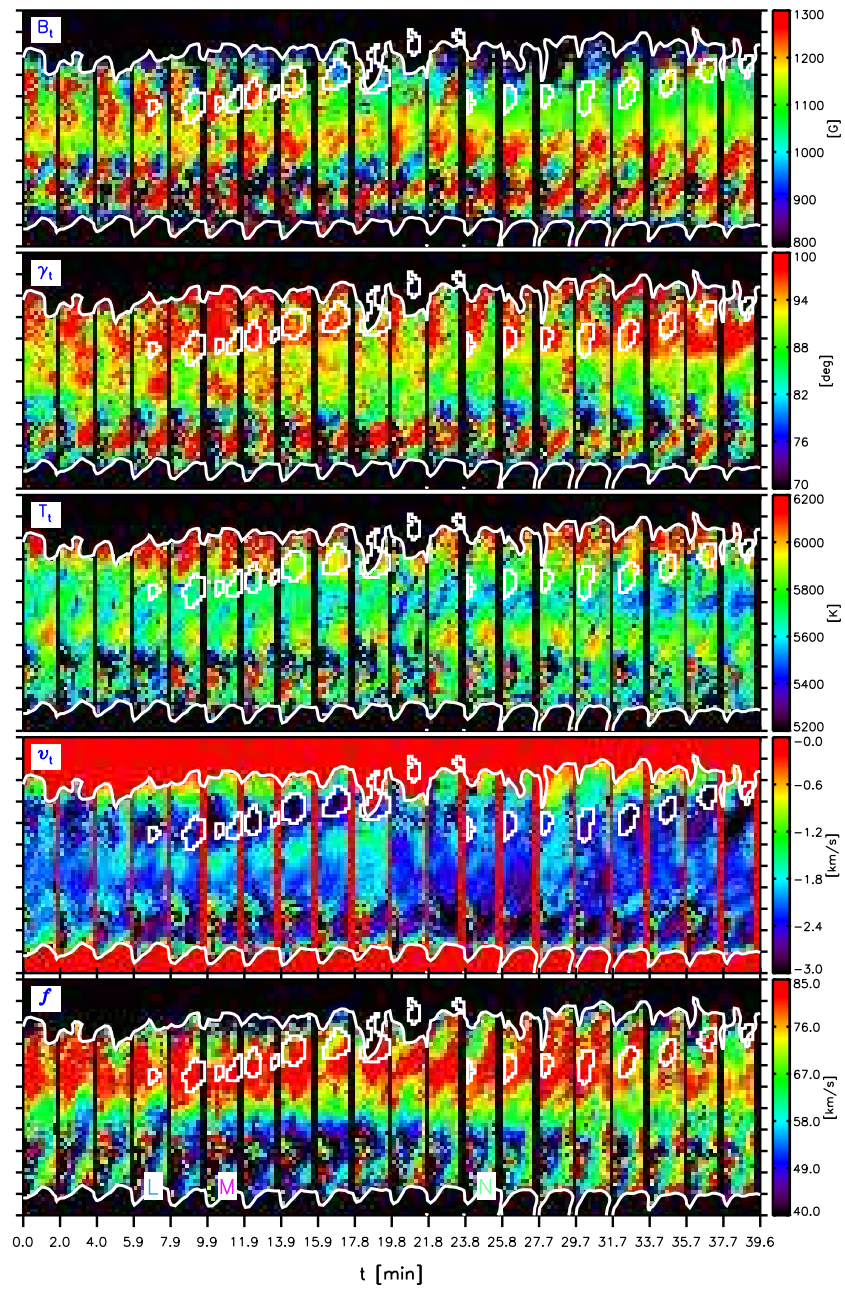 B_t
1300
1200
1100
1000
900
800
[G]
γ_t
100
94
88
82
76
70
[deg]
T_t
6200
6000
5800
5600
5400
5200
[K]
v_t
-0.0
-0.6
-1.2
-1.8
-2.4
-3.0
[km/s]
f
85.0
76.0
67.0
58.0
49.0
40.0
[km/s]
L M N
0.0 2.0 4.0 5.9 7.9 9.9 11.9 13.9 15.9 17.8 19.8 21.8 23.8 25.8 27.7 29.7 31.7 33.7 35.7 37.7 39.6
t [min]